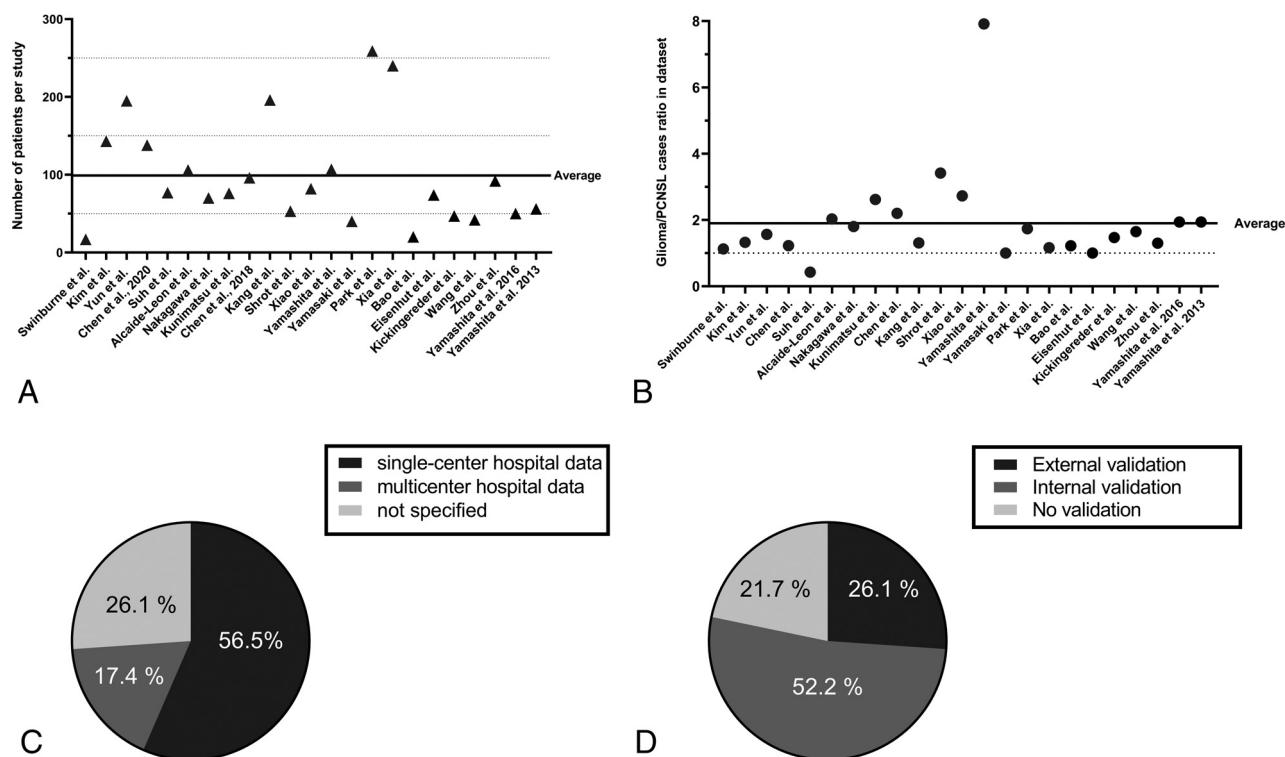 Number of patients per study
300
200
100
0
Average
Swinburne et al.
Kim et al.
Yun et al.
Chen et al., 2020
Suh et al.
Alcaide-Leon et al.
Nakagawa et al.
Kunimatsu et al.
Chen et al., 2018
Kang et al.
Shrot et al.
Xiao et al.
Yamashita et al.
Yamasaki et al.
Park et al.
Xia et al.
Bao et al.
Eisenhut et al.
Kickingereder et al.
Wang et al.
Zhou et al.
Yamashita et al. 2016
Yamashita et al. 2013
A
Glioma/PCNSL cases ratio in dataset
8
6
4
2
0
Average
Swinburne et al.
Kim et al.
Yun et al.
Chen et al.
Suh et al.
Alcaide-Leon et al.
Nakagawa et al.
Kunimatsu et al.
Chen et al.
Kang et al.
Shrot et al.
Xiao et al.
Yamashita et al.
Yamasaki et al.
Park et al.
Xia et al.
Bao et al.
Eisenhut et al.
Kickingereder et al.
Wang et al.
Zhou et al.
Yamashita et al. 2016
Yamashita et al. 2013
B
single-center hospital data
multicenter hospital data
not specified
26.1 %
56.5%
17.4 %
C
External validation
Internal validation
No validation
21.7 %
26.1 %
52.2 %
D